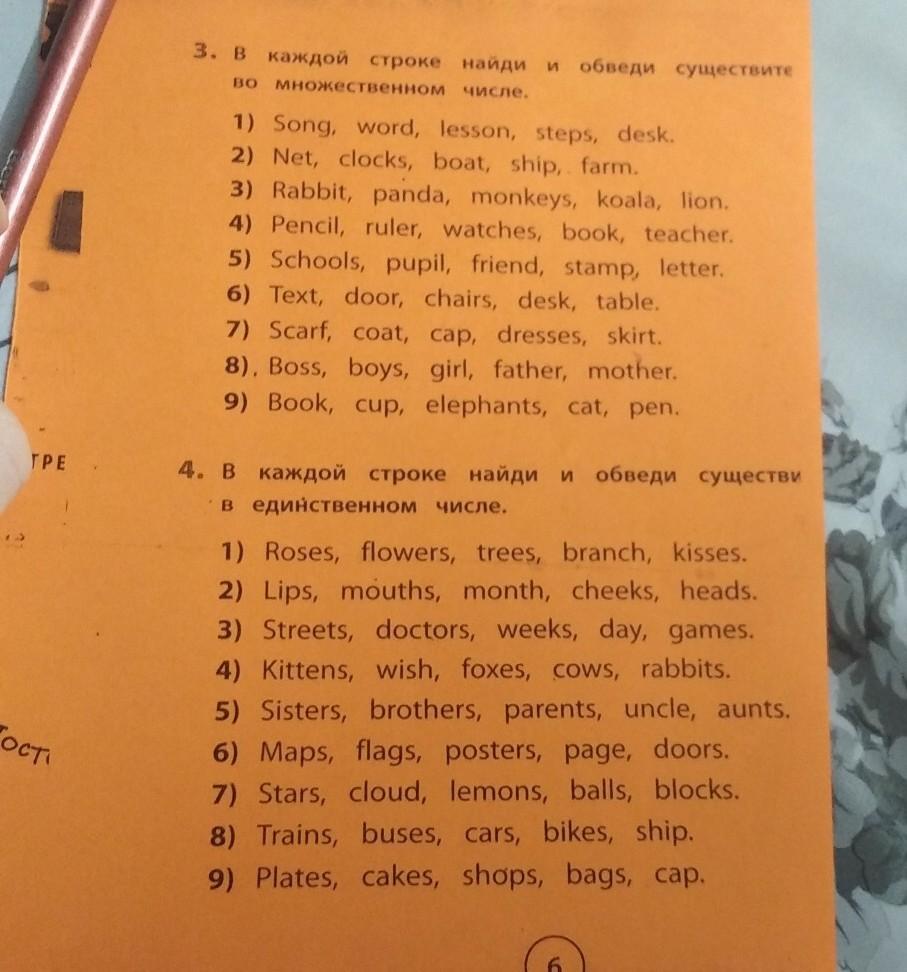 3. В каждой строке найди и обведи существите
во множественном числе.
1) Song, word, lesson, steps, desk.
2) Net, clocks, boat, ship, farm.
3) Rabbit, panda, monkeys, koala, lion.
4) Pencil, ruler, watches, book, teacher.
5) Schools, pupil, friend, stamp, letter.
6) Text, door, chairs, desk, table.
7) Scarf, coat, cap, dresses, skirt.
8) Boss, boys, girl, father, mother.
9) Book, cup, elephants, cat, pen.
ТРЕ
4. В каждой строке найди и обведи существи
в единственном числе.
1) Roses, flowers, trees, branch, kisses.
2) Lips, mouths, month, cheeks, heads.
3) Streets, doctors, weeks, day, games.
4) Kittens, wish, foxes, cows, rabbits.
5) Sisters, brothers, parents, uncle, aunts.
6) Maps, flags, posters, page, doors.
ОСТ
7) Stars, cloud, lemons, balls, blocks.
8) Trains, buses, cars, bikes, ship.
9) Plates, cakes, shops, bags, cap.
6